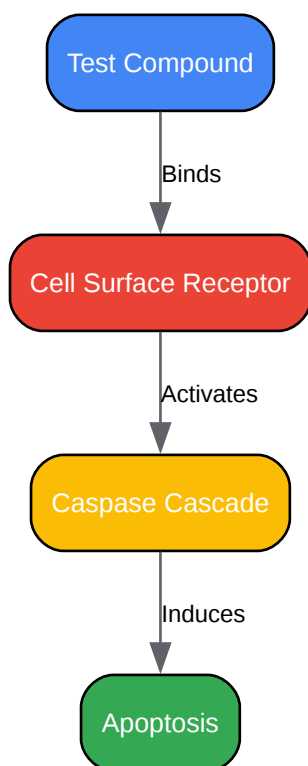 Test Compound
Binds
Cell Surface Receptor
Activates
Caspase Cascade
Induces
Apoptosis